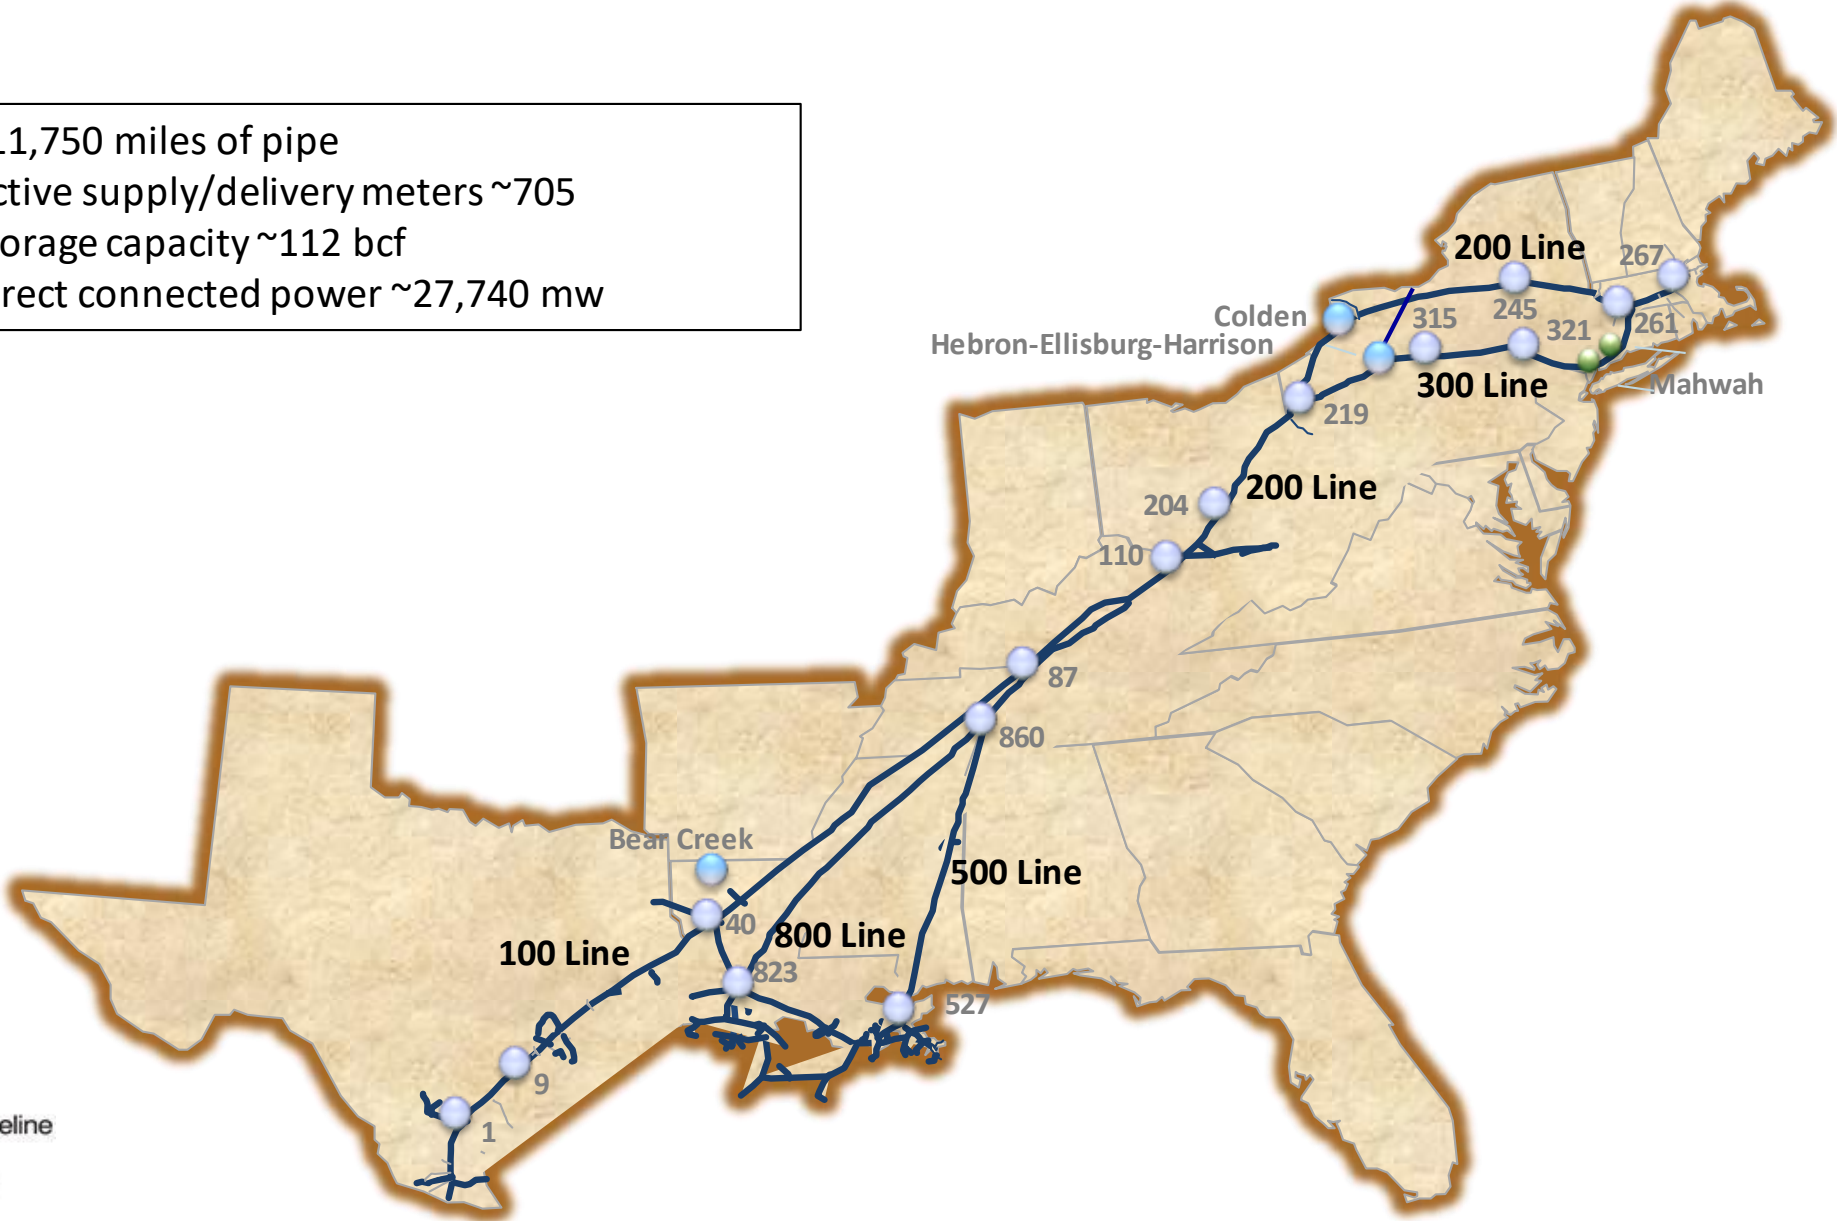 11,750 miles of pipe
ctive supply/delivery meters ~705
orage capacity ~112 bcf
rect connected power ~27,740 mw
200 Line
267
Colden
315
245
321
261
Hebron-Ellisburg-Harrison
300 Line
Mahwah
219
200 Line
204
110
87
860
Bear Creek
500 Line
40
800 Line
100 Line
823
527
9
1
eline